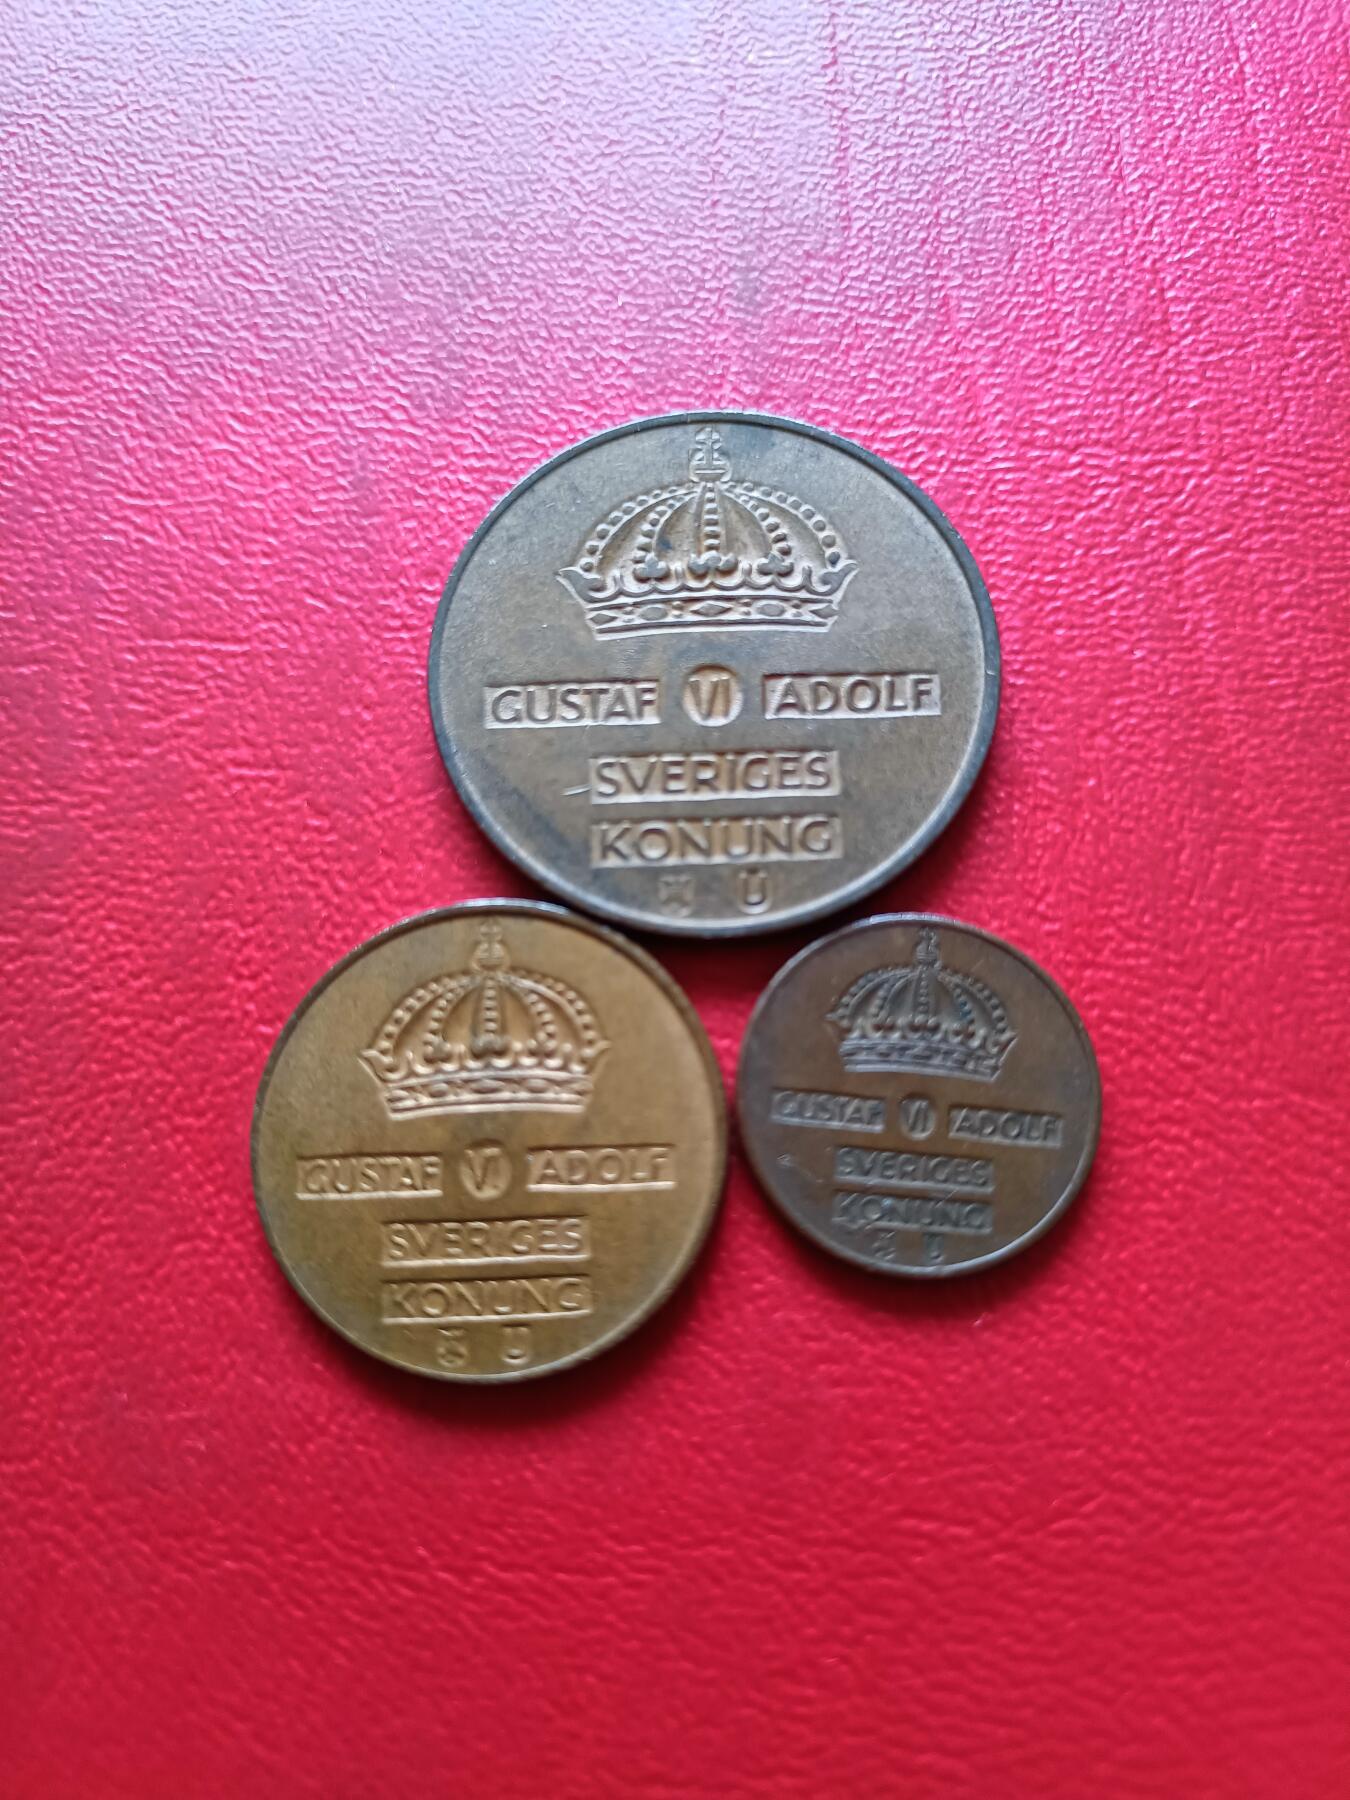 GUSTAF VI ADOLF
SVERIGES
KONUNG
U
GUSTAF VI ADOLF
SVERIGES
KONUNG
U
GUSTAF VI ADOLF
SVERIGES
KONUNG
U